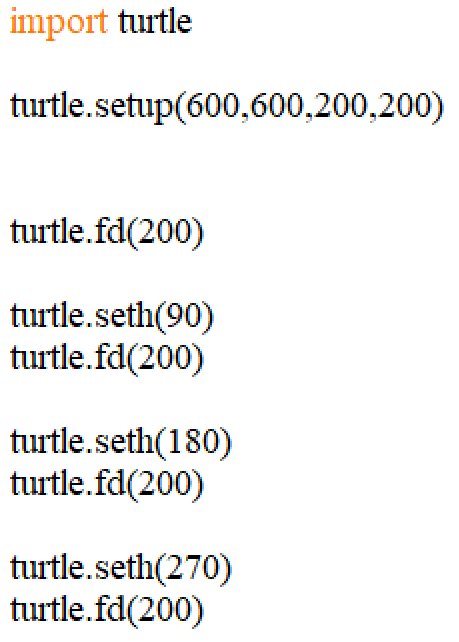 import turtle
turtle.setup(600,600,200,200)
turtle.fd(200)
turtle.seth(90)
turtle.fd(200)
turtle.seth(180)
turtle.fd(200)
turtle.seth(270)
turtle.fd(200)